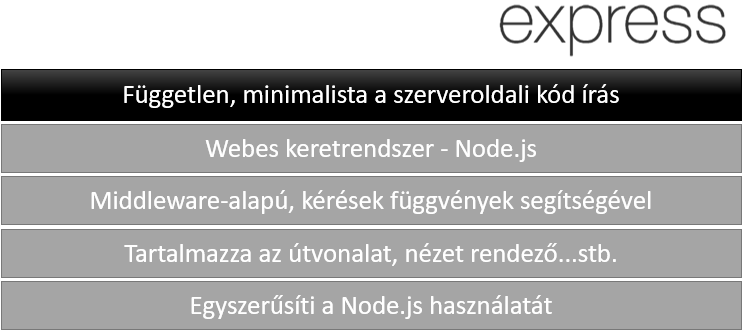 express
Független, minimalista a szerveroldali kód írás
Webes keretrendszer - Node.js
Middleware-alapú, kérések függvények segítségével
Tartalmazza az útvonalat, nézet rendező...stb.
Egyszerűsíti a Node.js használatát